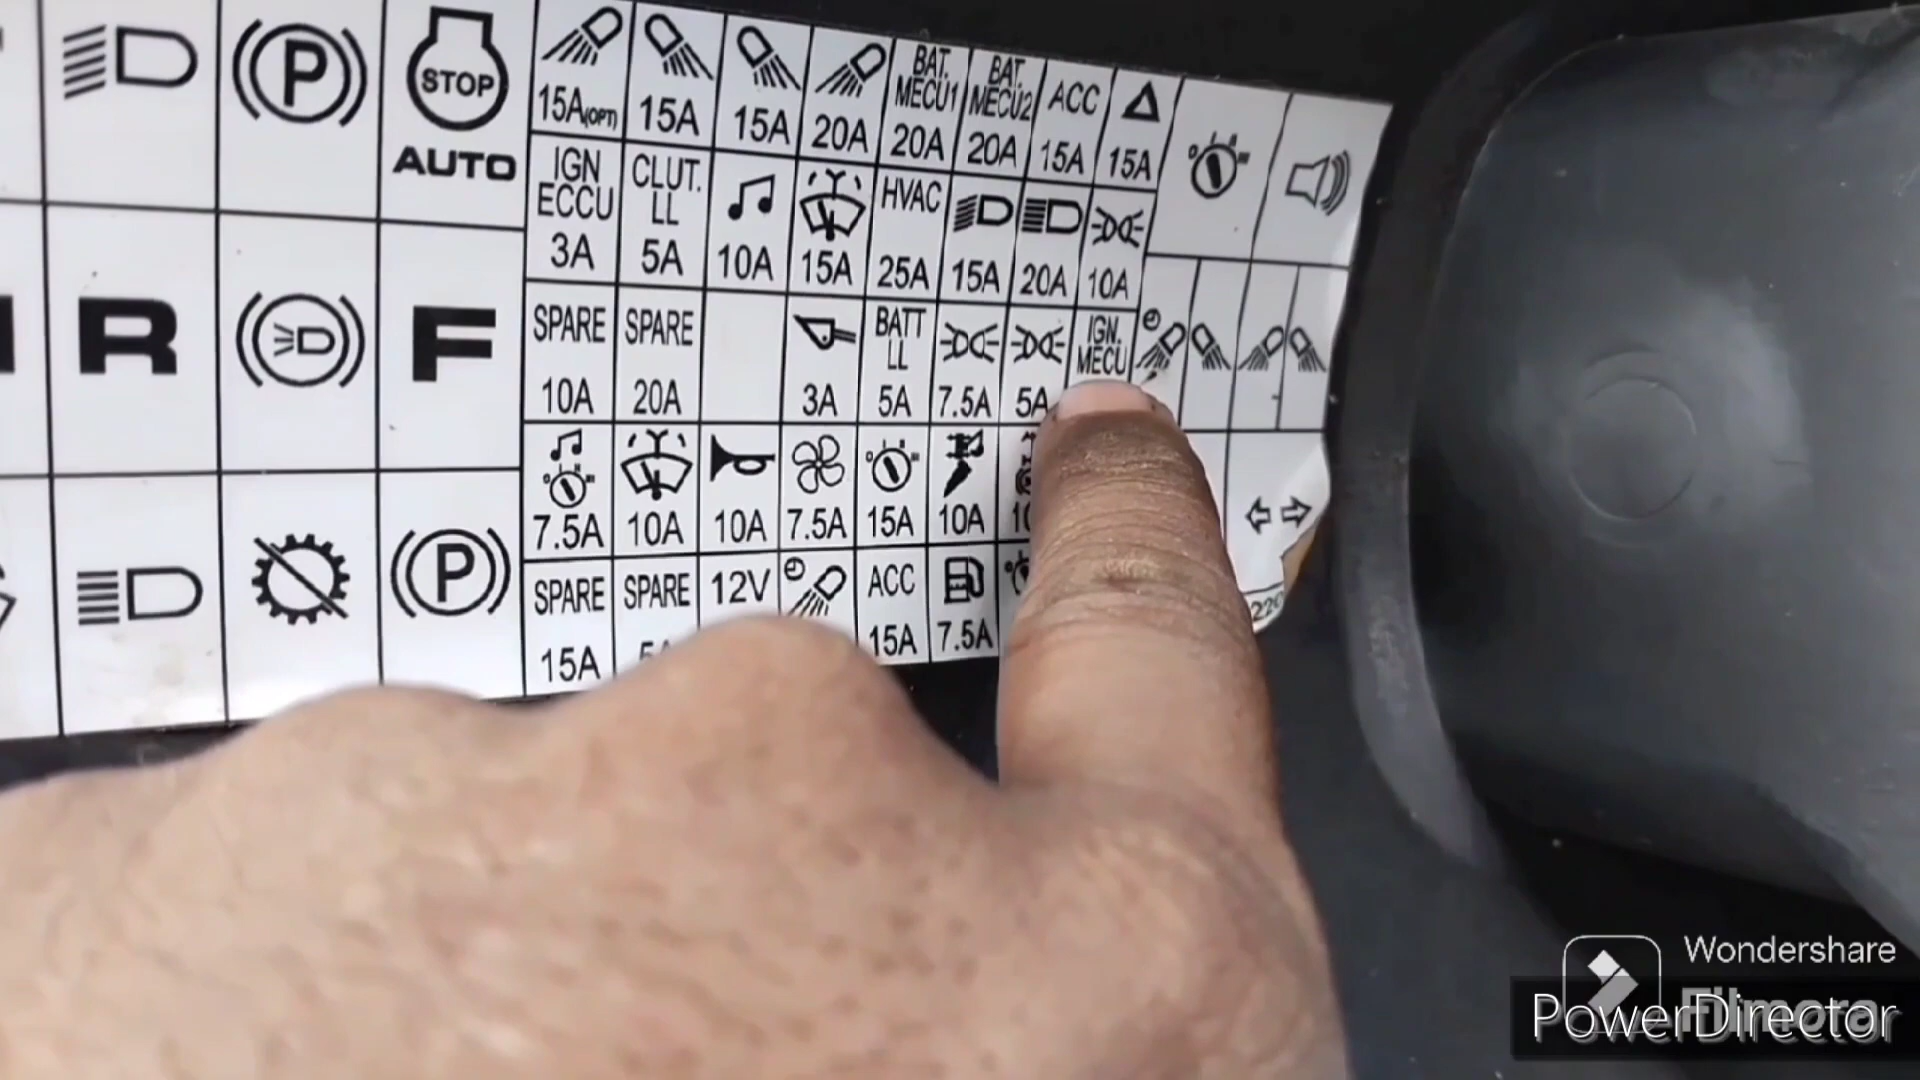 P STOP
AUTO
15A(OPT) 15A 15A 20A BAT. MECU1 20A BAT. MECU2 20A ACC 15A 15A
IGN ECCU 3A CLUT. LL 5A 10A 15A HVAC 25A 15A 20A 10A
R F
SPARE 10A SPARE 20A 3A BATT LL 5A 7.5A 5A IGN. MECU
7.5A 10A 10A 7.5A 15A 10A
P
SPARE 15A SPARE 12V ACC 15A 7.5A
220
Wondershare
Filmora
PowerDirector